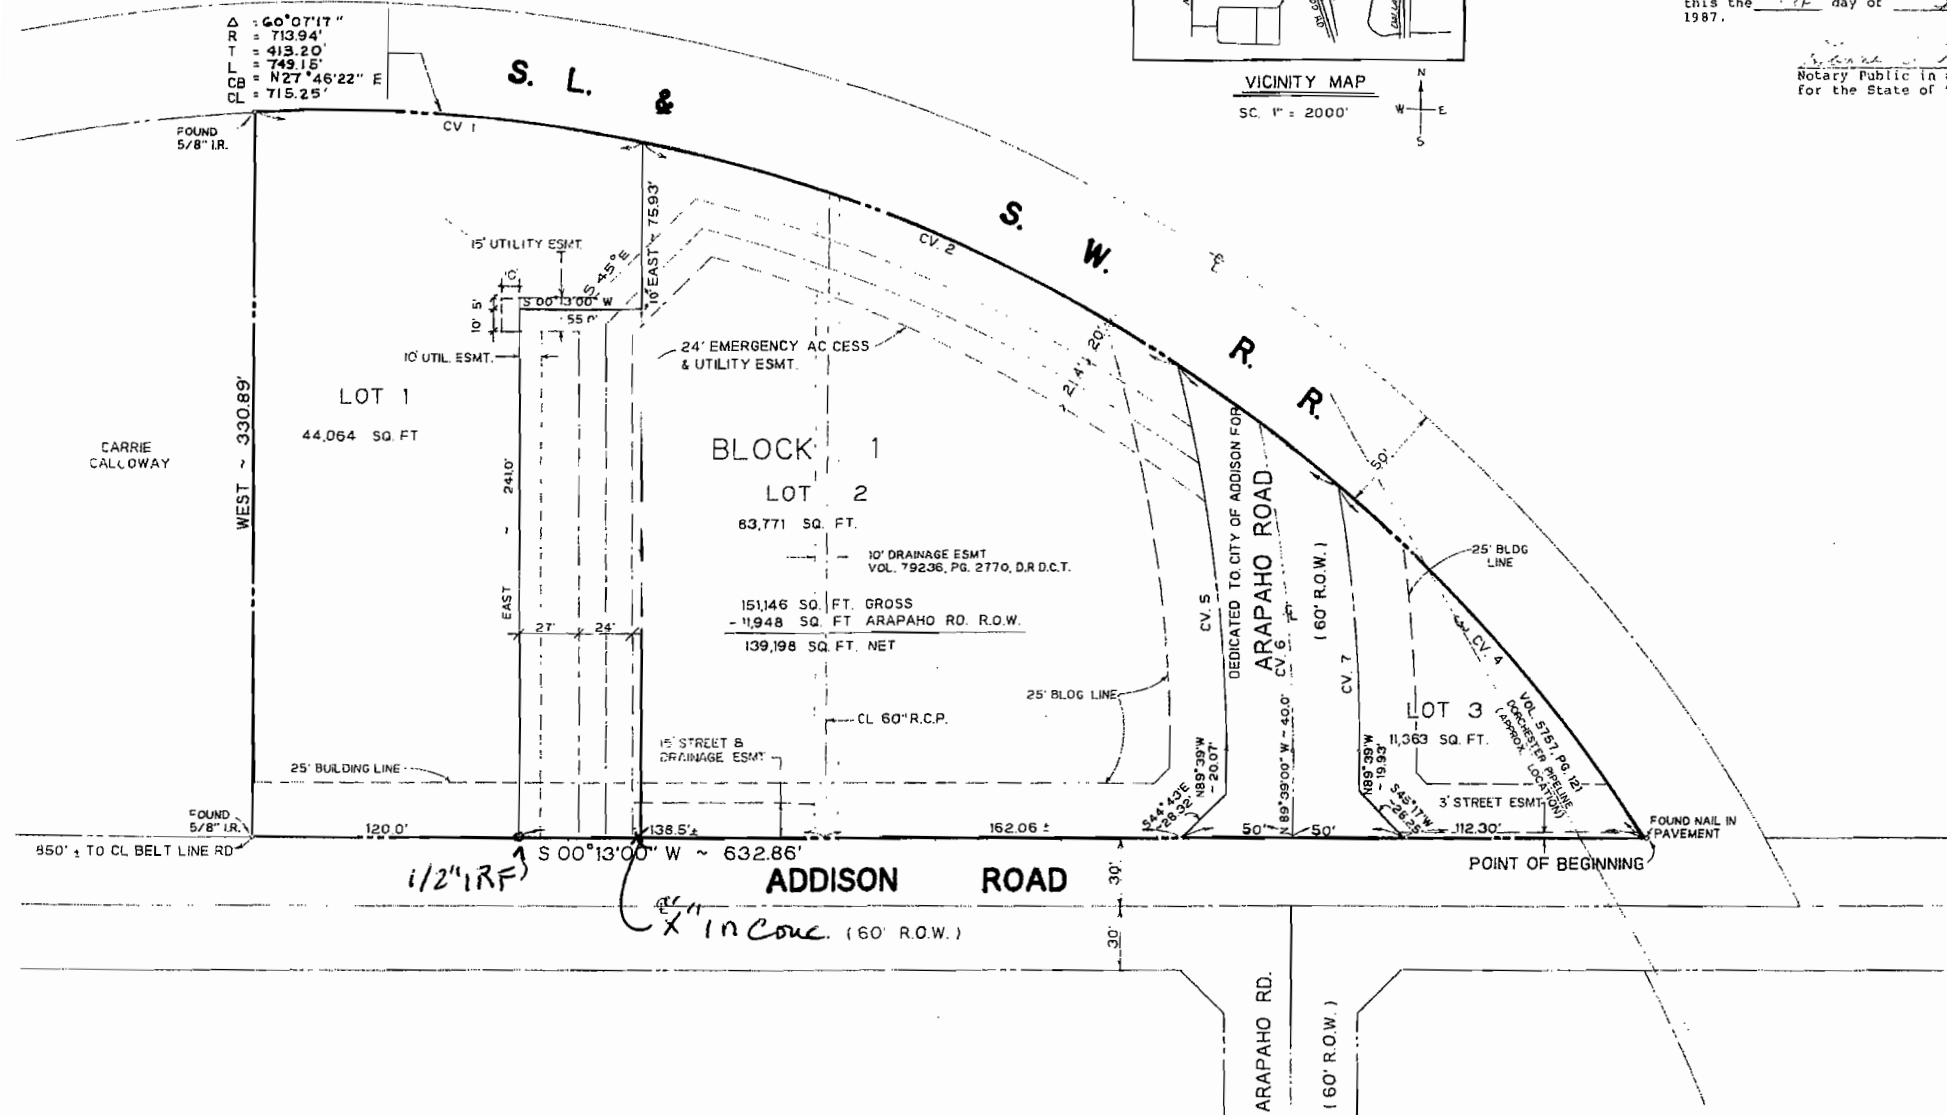 Δ = 60°07'17"
R = 713.94'
T = 413.20'
L = 749.15'
CB = N27°46'22" E
CL = 715.25'
this the day of
1987.
Notary Public in
for the State of
VICINITY MAP
SC. 1" = 2000'
N
W E
S
S. L. & S. W. R. R.
FOUND
5/8" I.R.
CV 1
CV. 2
℄
10' EAST ~ 75.93'
15' UTILITY ESMT.
S 45° E
S 00°13'00" W
55.0'
10' 5'
10' UTIL. ESMT.
24' EMERGENCY ACCESS
& UTILITY ESMT.
21.4' 20'
50'
LOT 1
44,064 SQ. FT
CARRIE
CALLOWAY
WEST ~ 330.89'
EAST ~ 241.0'
BLOCK 1
LOT 2
83,771 SQ. FT.
10' DRAINAGE ESMT
VOL. 79236, PG. 2770, D.R.D.C.T.
151,146 SQ. FT. GROSS
- 11,948 SQ. FT ARAPAHO RD. R.O.W.
139,198 SQ. FT. NET
27' 24'
25' BLDG LINE
CL 60" R.C.P.
15' STREET &
DRAINAGE ESMT
25' BUILDING LINE
CV. 5
DEDICATED TO CITY OF ADDISON FOR
ARAPAHO ROAD
CV. 6
℄
(60' R.O.W.)
CV. 7
25' BLDG
LINE
CV. 4
LOT 3
11,363 SQ. FT.
VOL. 5757, PG. 121
DORCHESTER PIPELINE
(APPROX. LOCATION)
N89°39'W
~ 20.07'
N 89°39'00" W ~ 40.0'
N89°39'W
~ 19.93'
S44°43'E
~28.32'
S45°17'W
~26.25'
3' STREET ESMT
FOUND NAIL IN
PAVEMENT
FOUND
5/8" I.R.
120.0' 138.5'± 162.06 ± 50' 50' 112.30'
850' ± TO CL BELT LINE RD
S 00°13'00" W ~ 632.86'
POINT OF BEGINNING
1/2" IRF
ADDISON ROAD
30'
℄
"X" in Conc.
(60' R.O.W.)
30'
ARAPAHO RD.
(60' R.O.W.)